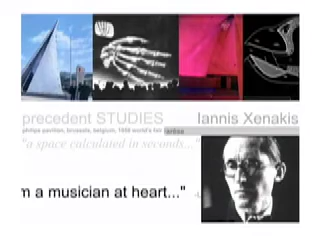 precedent STUDIES
Iannis Xenakis
philips pavilion, brussels, belgium, 1958 world's fair
"a space calculated in seconds..."
m a musician at heart..."